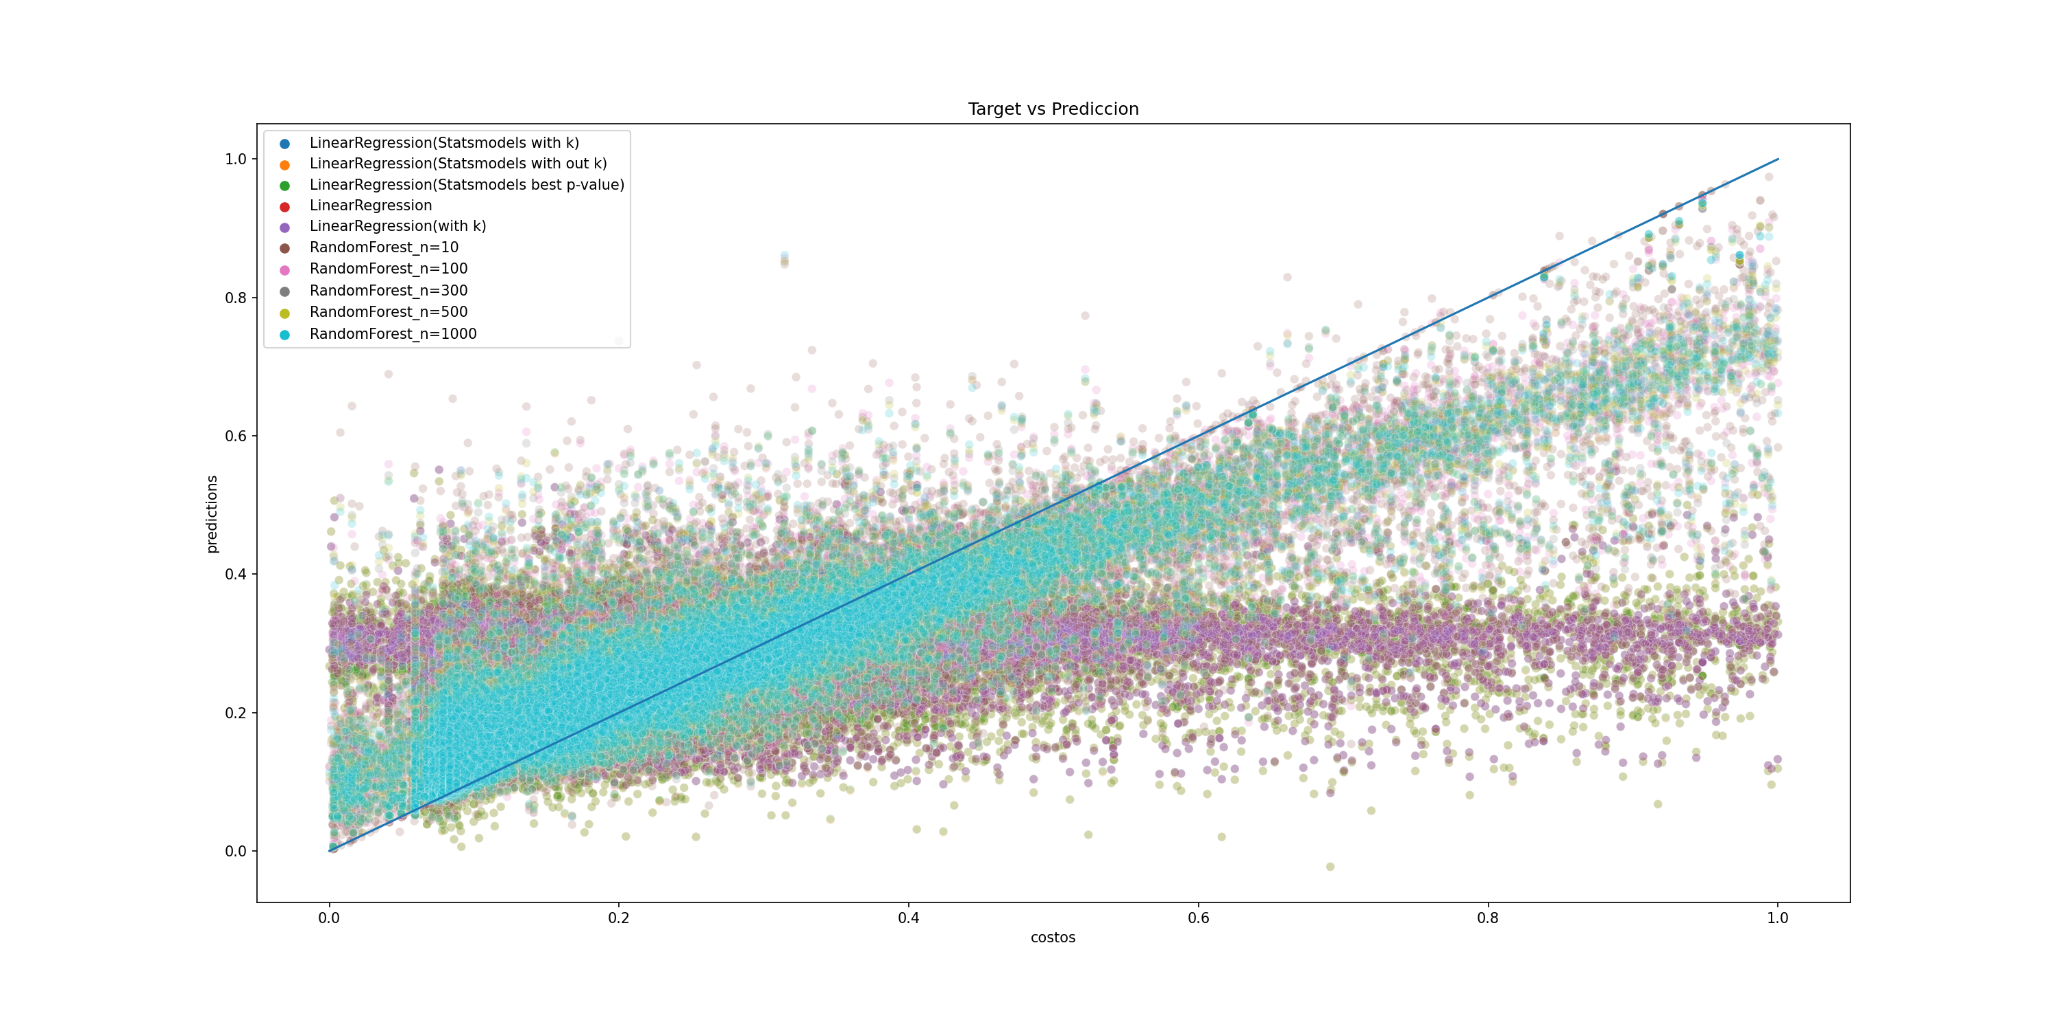 Target vs Prediccion
LinearRegression(Statsmodels with k)
LinearRegression(Statsmodels with out k)
LinearRegression(Statsmodels best p-value)
LinearRegression
LinearRegression(with k)
RandomForest_n=10
RandomForest_n=100
RandomForest_n=300
RandomForest_n=500
RandomForest_n=1000
1.0
0.8
0.6
0.4
0.2
0.0
predictions
0.0 0.2 0.4 0.6 0.8 1.0
costos